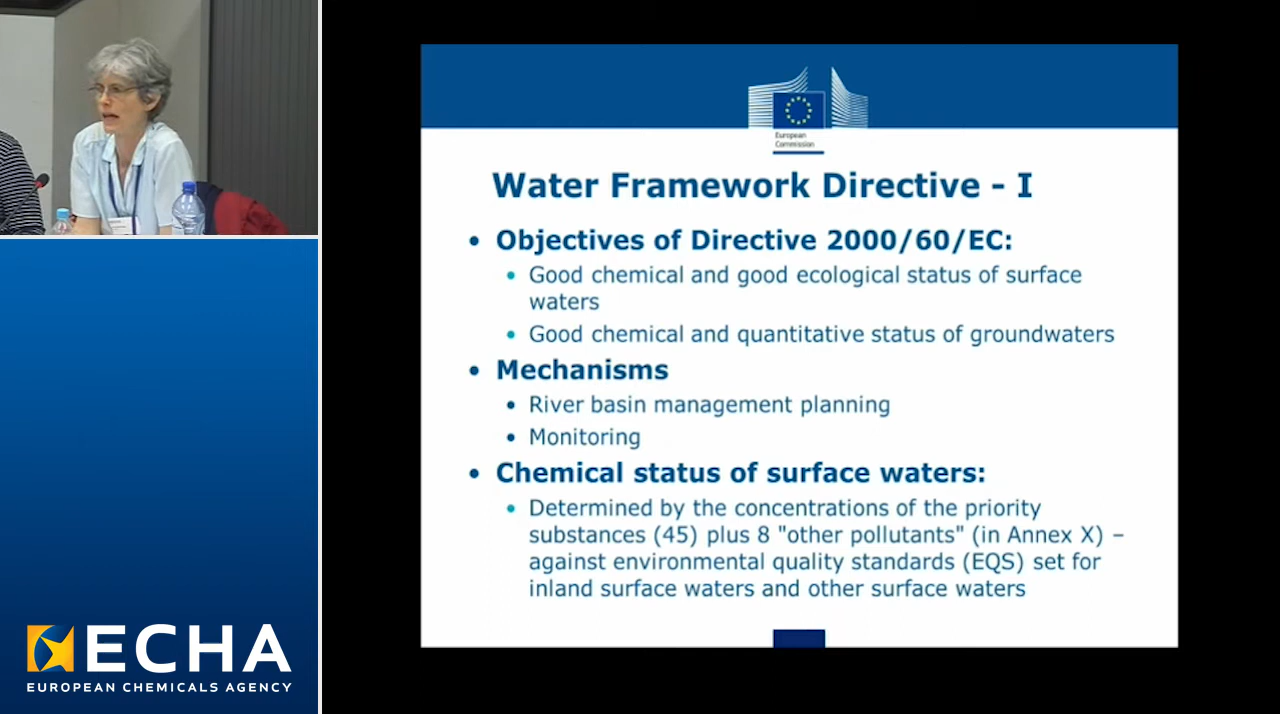 European
Commission
Water Framework Directive - I
• Objectives of Directive 2000/60/EC:
• Good chemical and good ecological status of surface
waters
• Good chemical and quantitative status of groundwaters
• Mechanisms
• River basin management planning
• Monitoring
• Chemical status of surface waters:
• Determined by the concentrations of the priority
substances (45) plus 8 "other pollutants" (in Annex X) –
against environmental quality standards (EQS) set for
inland surface waters and other surface waters
ECHA
EUROPEAN CHEMICALS AGENCY